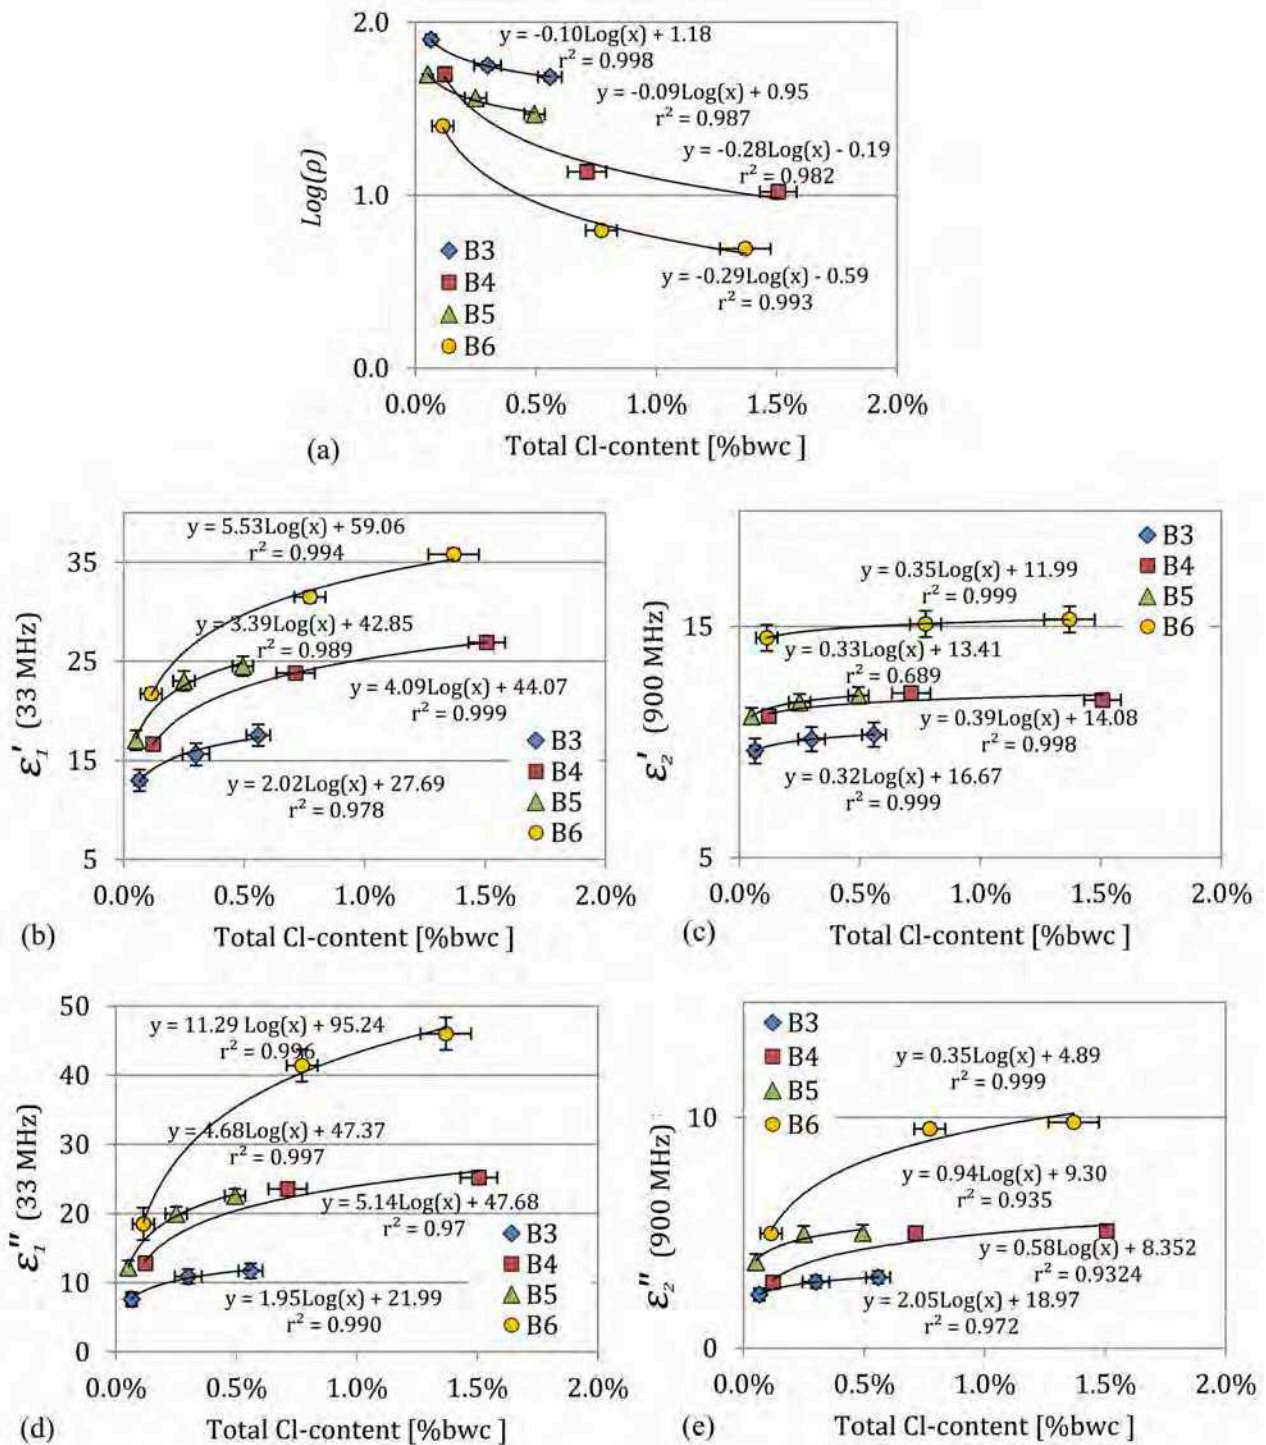 2.0
y = -0.10Log(x) + 1.18
r² = 0.998
y = -0.09Log(x) + 0.95
r² = 0.987
y = -0.28Log(x) - 0.19
r² = 0.982
Log(ρ)
1.0
B3
B4
B5
B6
y = -0.29Log(x) - 0.59
r² = 0.993
0.0
0.0% 0.5% 1.0% 1.5% 2.0%
(a) Total Cl-content [%bwc ]
y = 5.53Log(x) + 59.06
r² = 0.994
35
y = 3.39Log(x) + 42.85
r² = 0.989
25
y = 4.09Log(x) + 44.07
r² = 0.999
ε₁' (33 MHz)
15
B3
B4
B5
B6
y = 2.02Log(x) + 27.69
r² = 0.978
5
0.0% 0.5% 1.0% 1.5% 2.0%
(b) Total Cl-content [%bwc ]
B3
B4
B5
B6
y = 0.35Log(x) + 11.99
r² = 0.999
15
y = 0.33Log(x) + 13.41
r² = 0.689
ε₂' (900 MHz)
y = 0.39Log(x) + 14.08
r² = 0.998
y = 0.32Log(x) + 16.67
r² = 0.999
5
0.0% 0.5% 1.0% 1.5% 2.0%
(c) Total Cl-content [%bwc ]
50
y = 11.29 Log(x) + 95.24
r² = 0.996
40
30
y = 4.68Log(x) + 47.37
r² = 0.997
ε₁" (33 MHz)
20
y = 5.14Log(x) + 47.68
r² = 0.97
B3
B4
B5
B6
10
y = 1.95Log(x) + 21.99
r² = 0.990
0
0.0% 0.5% 1.0% 1.5% 2.0%
(d) Total Cl-content [%bwc ]
B3
B4
B5
B6
y = 0.35Log(x) + 4.89
r² = 0.999
10
y = 0.94Log(x) + 9.30
r² = 0.935
ε₂" (900 MHz)
y = 0.58Log(x) + 8.352
r² = 0.9324
y = 2.05Log(x) + 18.97
r² = 0.972
0
0.0% 0.5% 1.0% 1.5% 2.0%
(e) Total Cl-content [%bwc ]